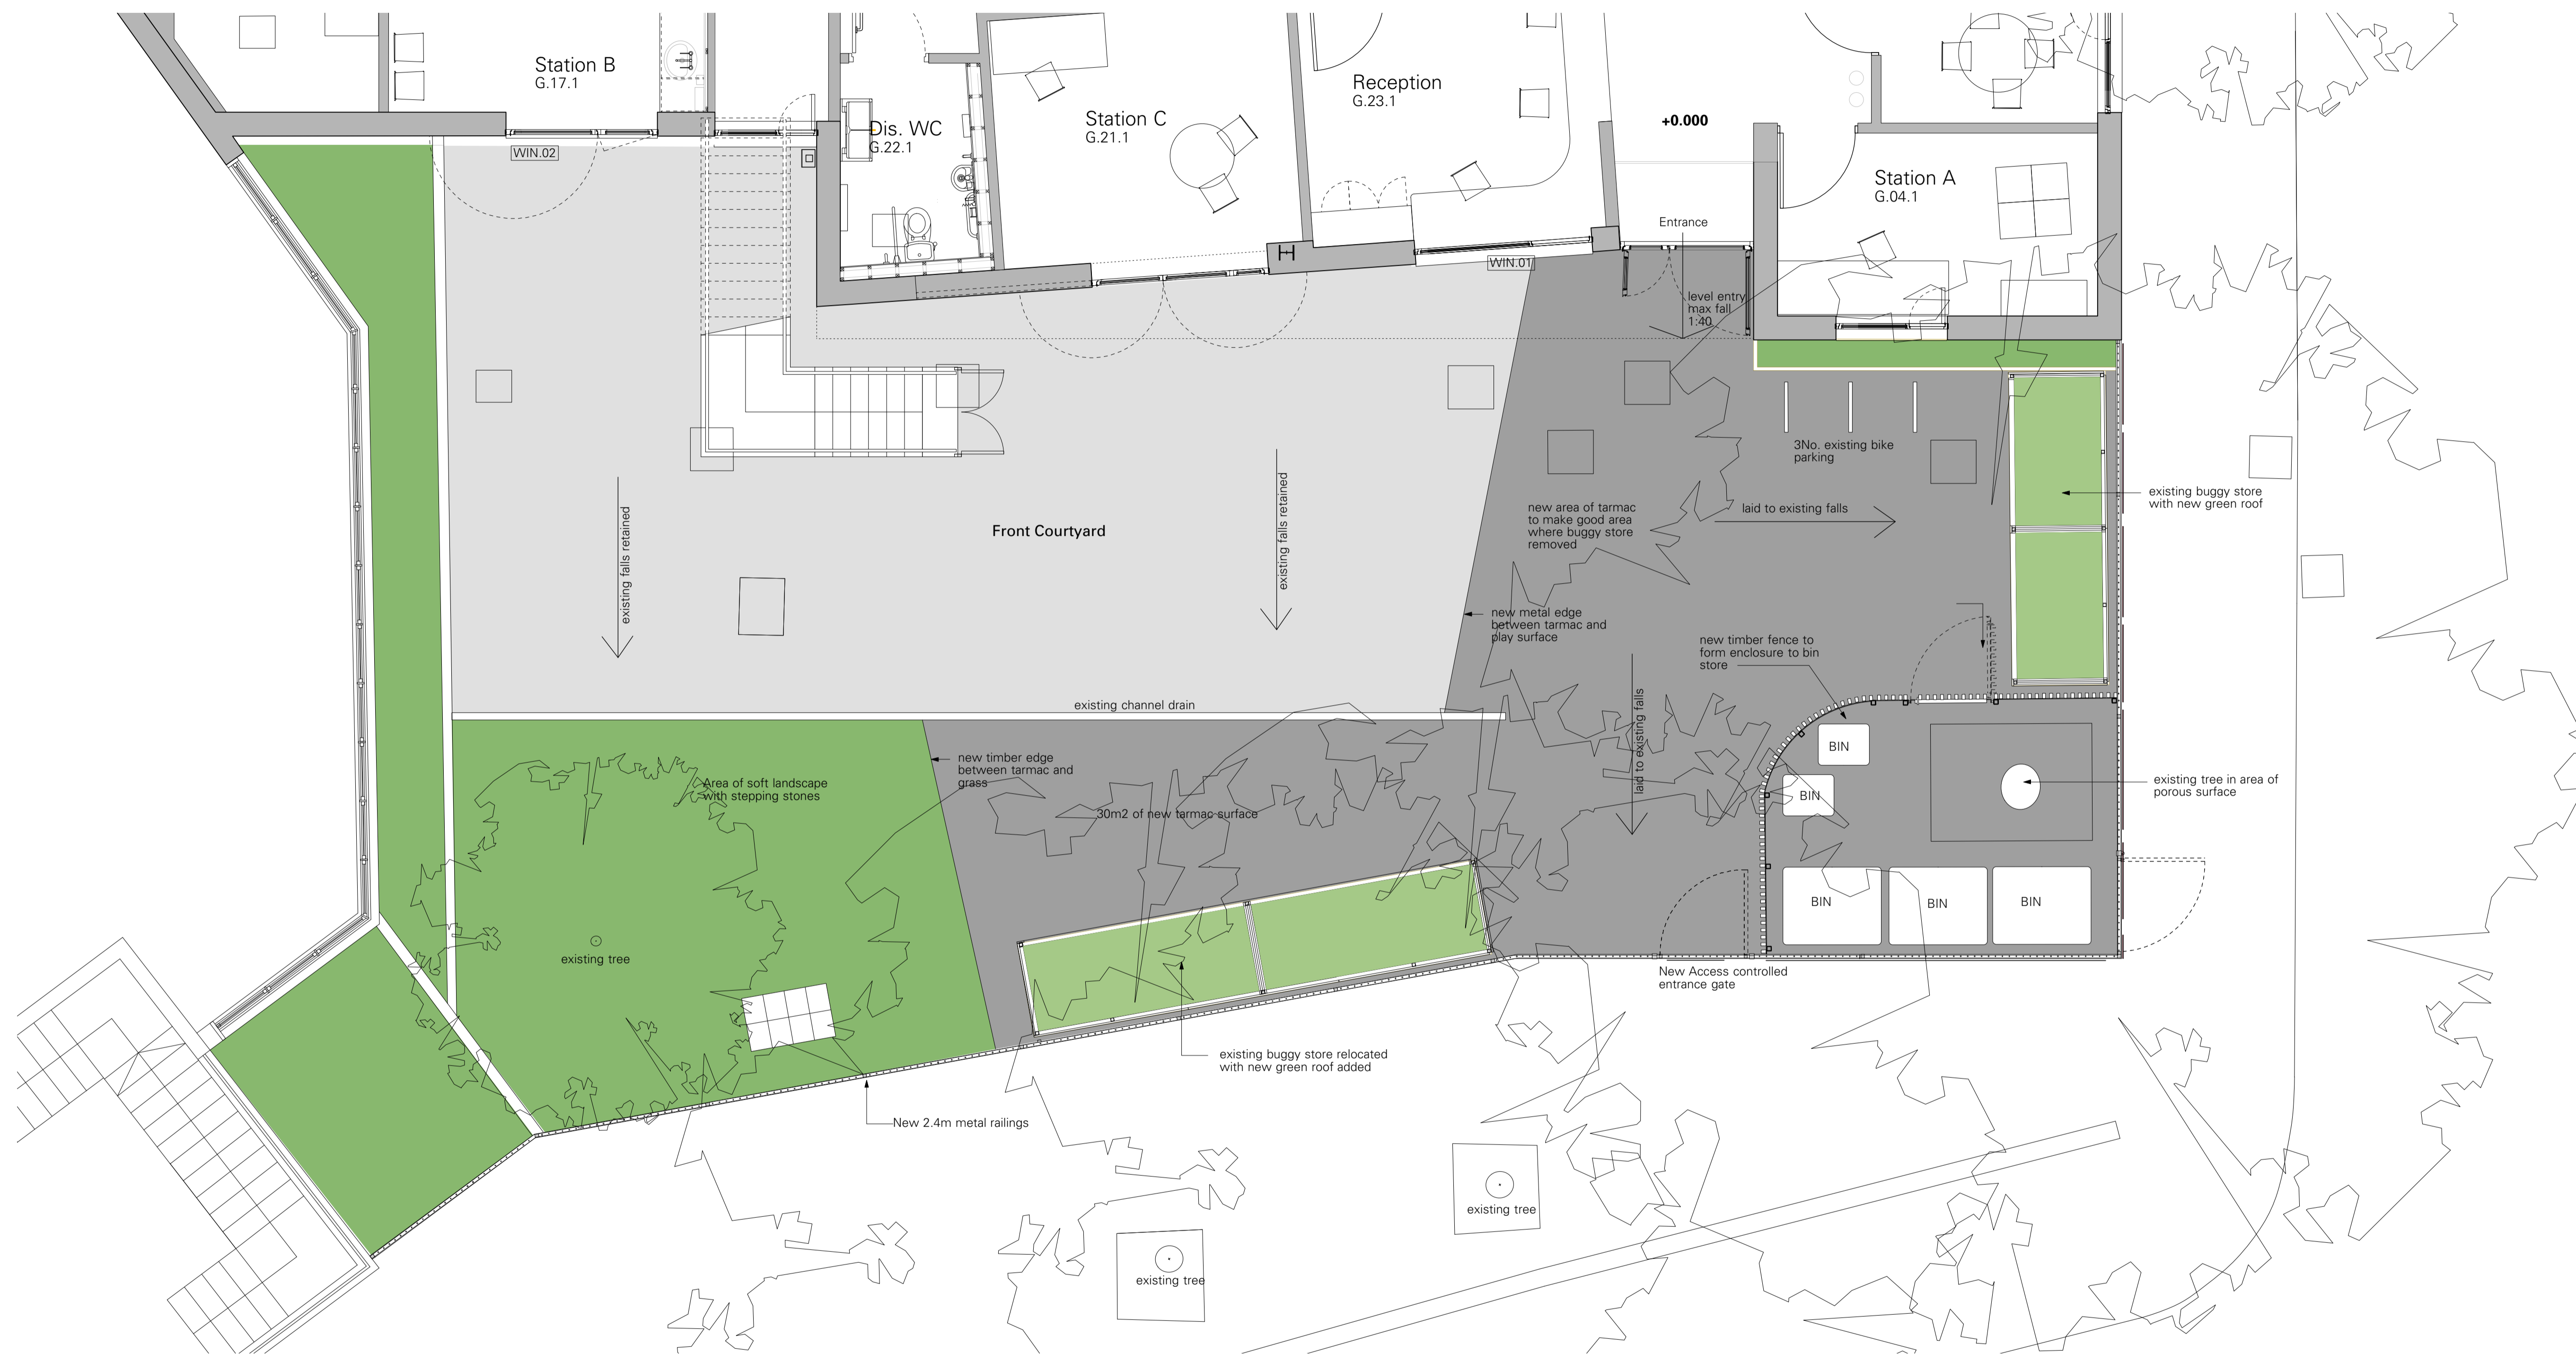 Station B
G.17.1
WIN.02
Dis. WC
G.22.1
Station C
G.21.1
Reception
G.23.1
WIN.01
+0.000
Entrance
level entry
max fall
1:40
Station A
G.04.1
3No. existing bike
parking
existing buggy store
with new green roof
laid to existing falls
new area of tarmac
to make good area
where buggy store
removed
existing falls retained
Front Courtyard
existing falls retained
new metal edge
between tarmac and
play surface
new timber fence to
form enclosure to bin
store
laid to existing falls
existing channel drain
BIN
BIN
BIN
BIN
BIN
existing tree in area of
porous surface
new timber edge
between tarmac and
grass
Area of soft landscape
with stepping stones
30m2 of new tarmac surface
existing tree
New Access controlled
entrance gate
existing buggy store relocated
with new green roof added
New 2.4m metal railings
existing tree
existing tree